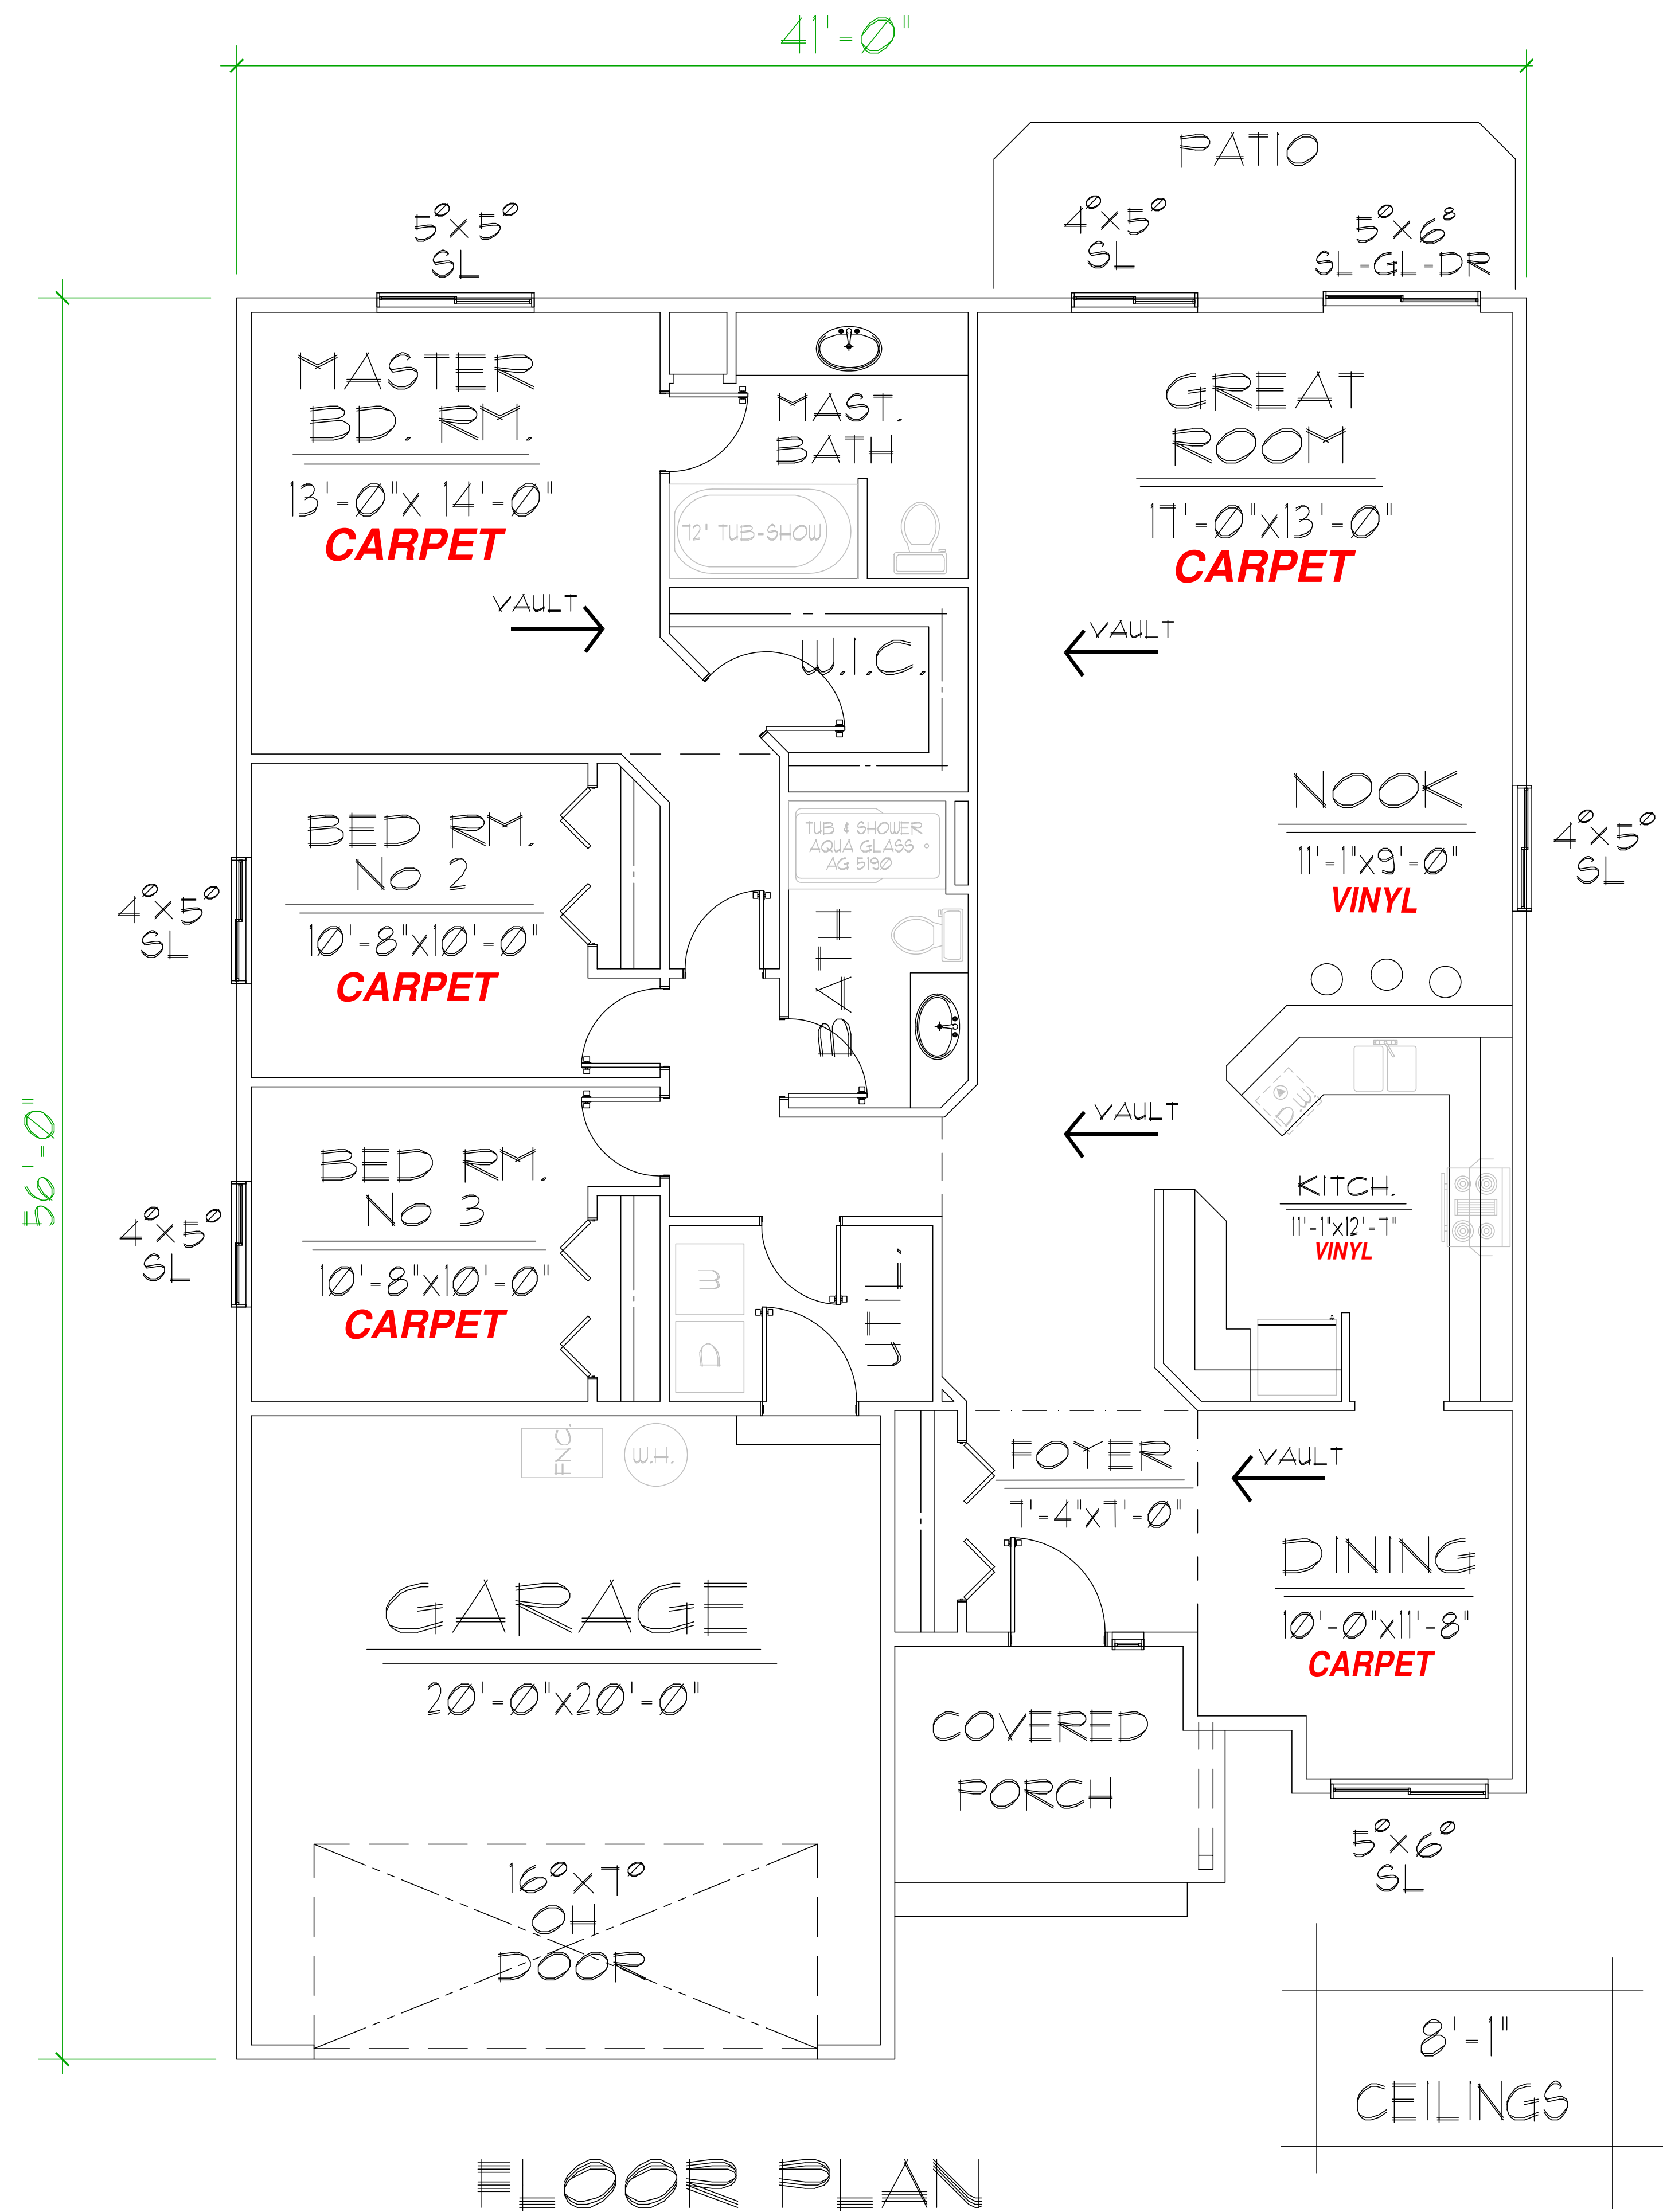 41'-0"
PATIO
5⁰x5⁰
SL
4⁰x5⁰
SL
5⁰x6⁸
SL-GL-DR
MASTER
BD. RM.
13'-0"x 14'-0"
CARPET
MAST.
BATH
72" TUB-SHOW
GREAT
ROOM
17'-0"x13'-0"
CARPET
VAULT
VAULT
W.I.C.
NOOK
11'-1"x9'-0"
VINYL
4⁰x5⁰
SL
BED RM.
No 2
10'-8"x10'-0"
CARPET
4⁰x5⁰
SL
TUB & SHOWER
AQUA GLASS
AG 5190
BATH
56'-0"
VAULT
D.W.
BED RM.
No 3
10'-8"x10'-0"
CARPET
4⁰x5⁰
SL
KITCH.
11'-1"x12'-7"
VINYL
W
D
UTIL.
FNC.
W.H.
FOYER
7'-4"x7'-0"
VAULT
DINING
10'-0"x11'-8"
CARPET
GARAGE
20'-0"x20'-0"
COVERED
PORCH
5⁰x6⁰
SL
16⁰x7⁰
OH
DOOR
8'-1"
CEILINGS
FLOOR PLAN